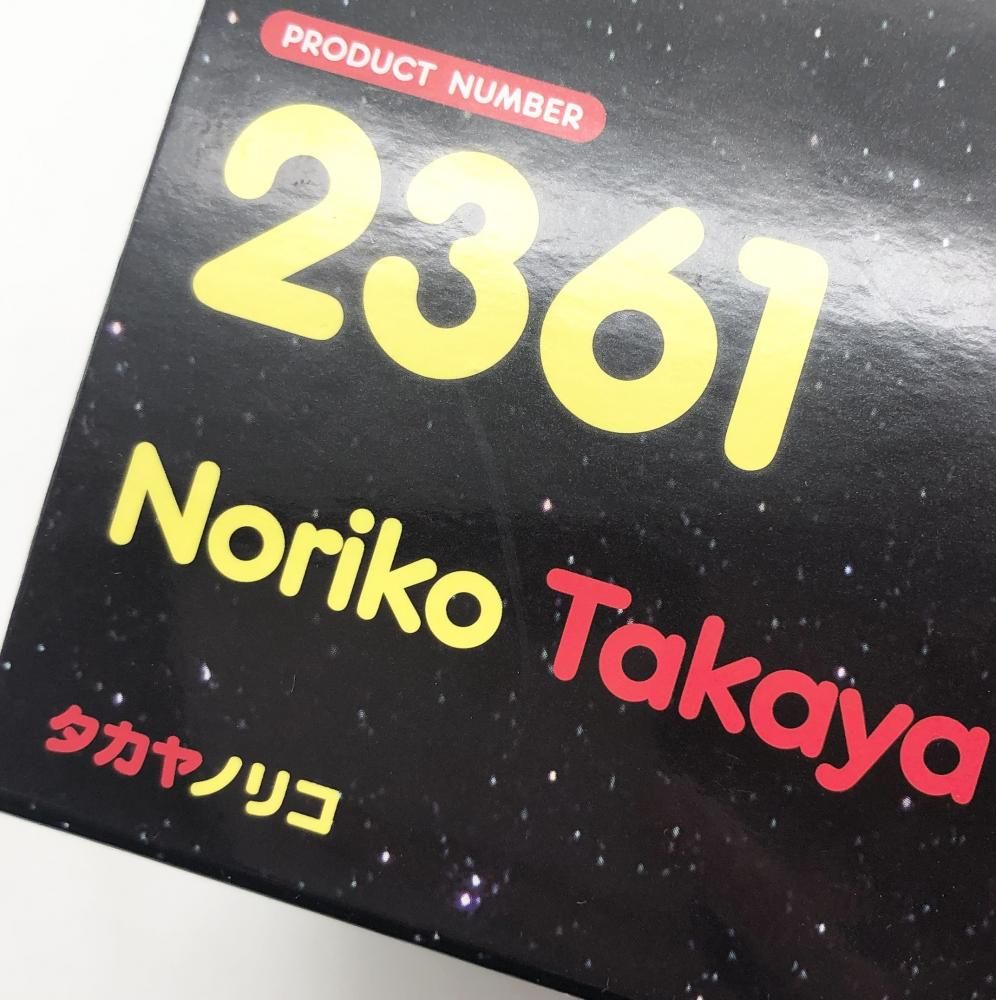 PRODUCT NUMBER
2361
Noriko Takaya
タカヤノリコ